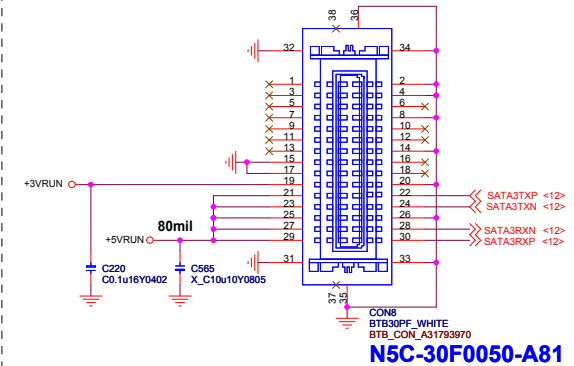 38
36
32
34
1
2
3
4
5
6
7
8
9
10
11
12
13
14
15
16
17
18
+3VRUN
19
20
21
22
SATA3TXP <12>
23
24
SATA3TXN <12>
25
26
80mil
27
28
SATA3RXN <12>
+5VRUN
29
30
SATA3RXP <12>
31
33
C220
C0.1u16Y0402
C565
X_C10u10Y0805
37
35
CON8
BTB30PF_WHITE
BTB_CON_A31793970
N5C-30F0050-A81